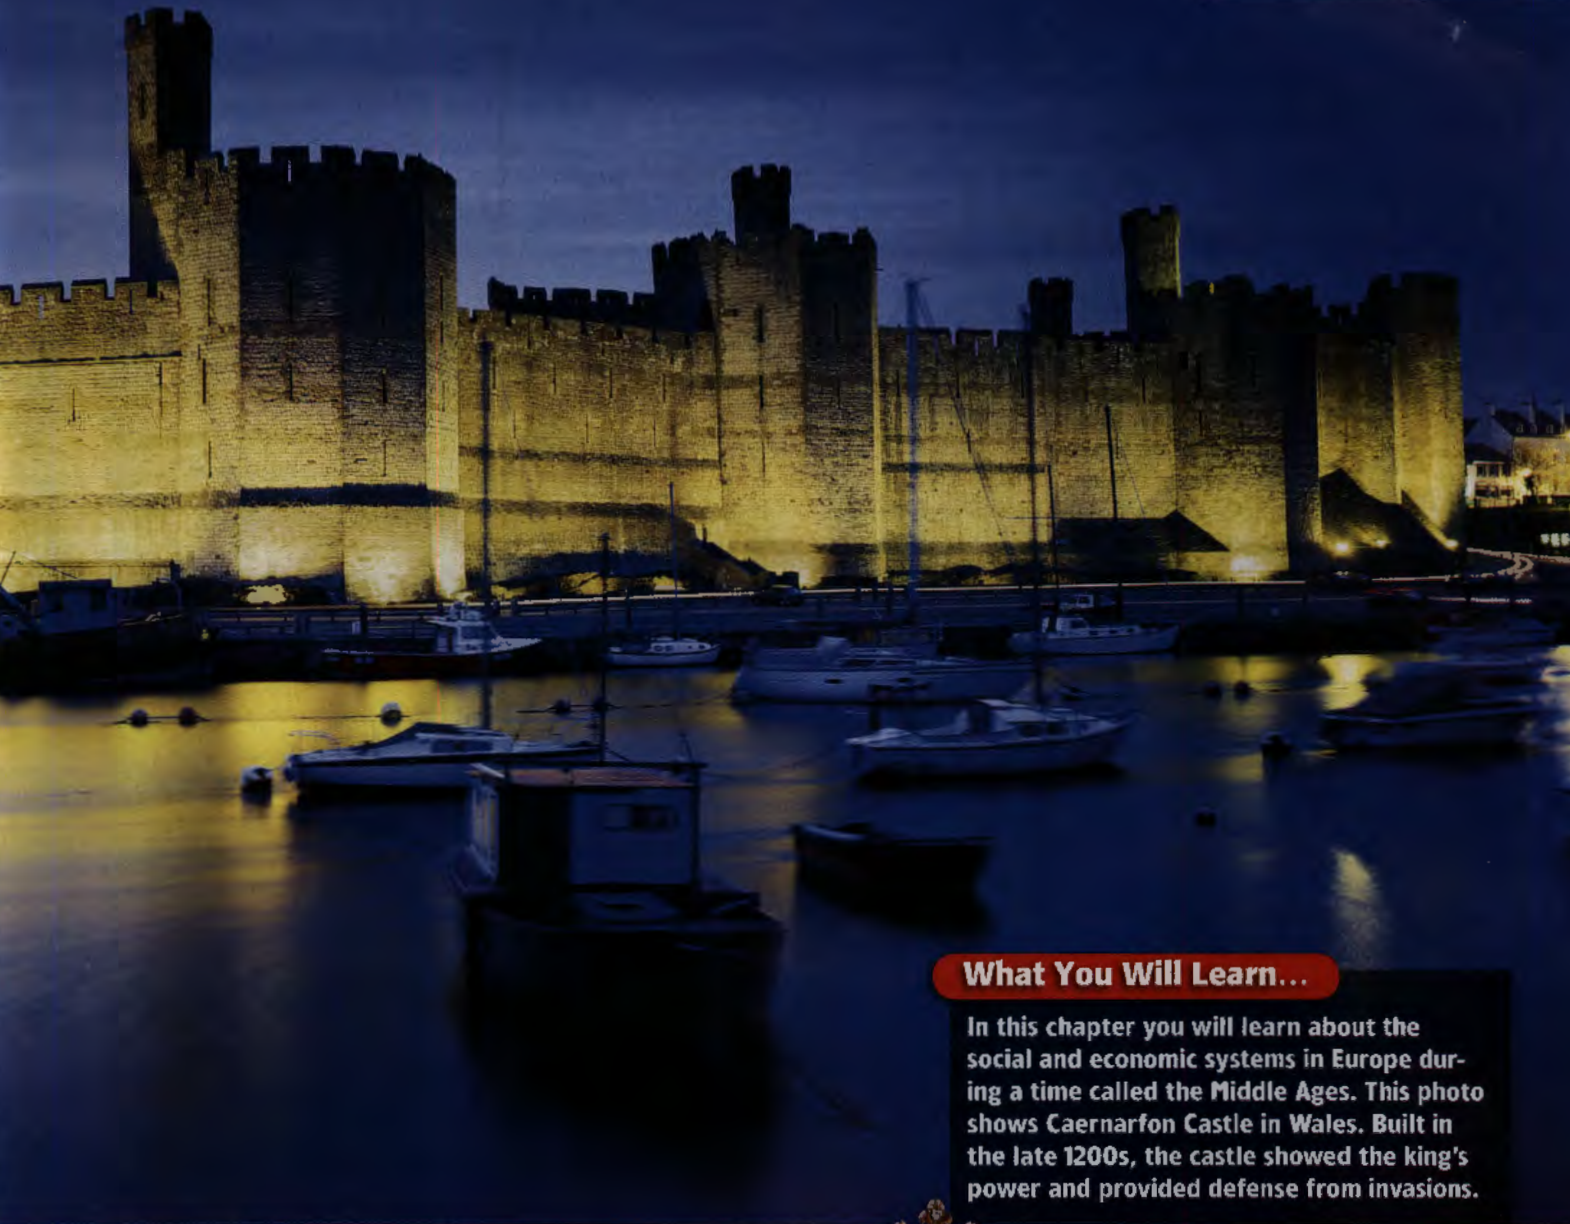 What You Will Learn...
In this chapter you will learn about the
social and economic systems in Europe dur-
ing a time called the Middle Ages. This photo
shows Caernarfon Castle in Wales. Built in
the late 1200s, the castle showed the king's
power and provided defense from invasions.